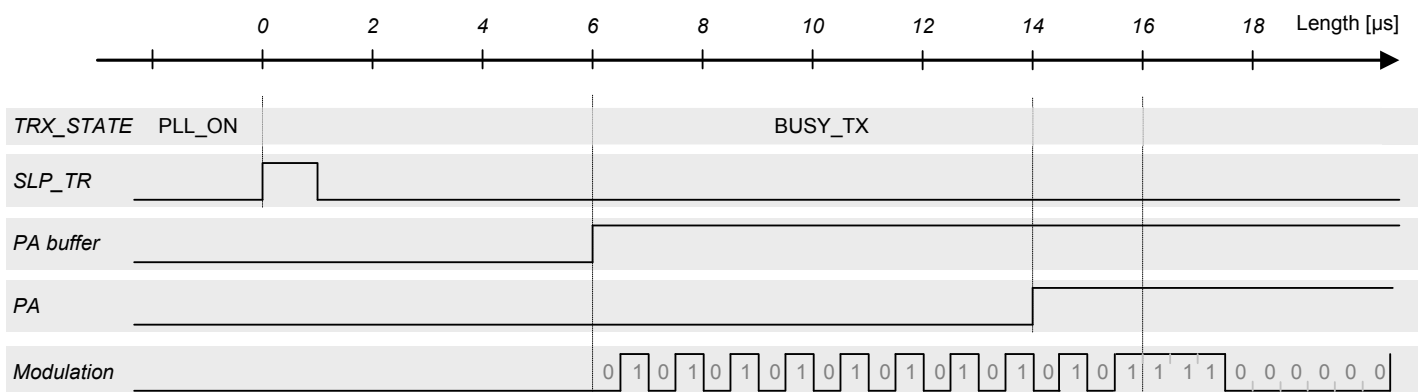 0 2 4 6 8 10 12 14 16 18 Length [µs]
TRX_STATE PLL_ON BUSY_TX
SLP_TR
PA buffer
PA
Modulation 0 1 0 1 0 1 0 1 0 1 0 1 0 1 0 1 0 1 0 1 1 1 1 0 0 0 0 0 0